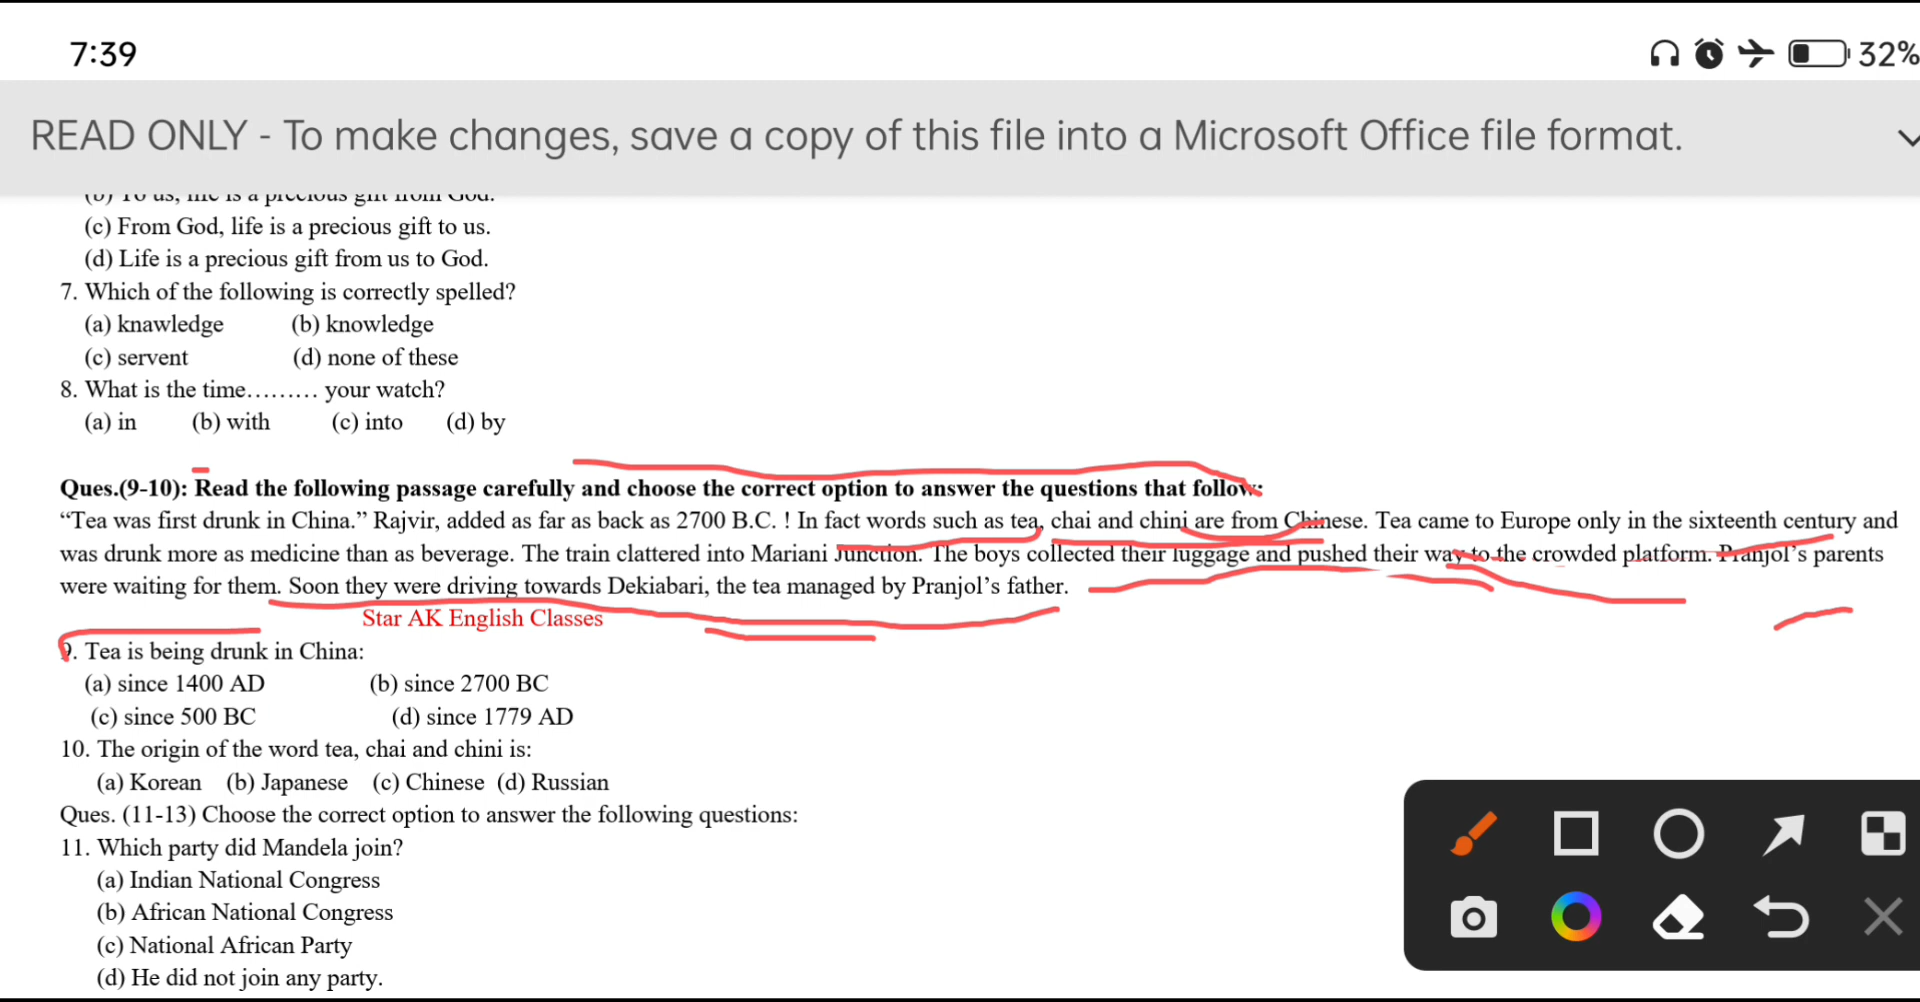 7:39
32%
READ ONLY - To make changes, save a copy of this file into a Microsoft Office file format.
(b) To us, life is a precious gift from God.
(c) From God, life is a precious gift to us.
(d) Life is a precious gift from us to God.
7. Which of the following is correctly spelled?
(a) knawledge (b) knowledge
(c) servent (d) none of these
8. What is the time......... your watch?
(a) in (b) with (c) into (d) by
Ques.(9-10): Read the following passage carefully and choose the correct option to answer the questions that follow:
“Tea was first drunk in China.” Rajvir, added as far as back as 2700 B.C. ! In fact words such as tea, chai and chini are from Chinese. Tea came to Europe only in the sixteenth century and
was drunk more as medicine than as beverage. The train clattered into Mariani Junction. The boys collected their luggage and pushed their way to the crowded platform. Pranjol’s parents
were waiting for them. Soon they were driving towards Dekiabari, the tea managed by Pranjol’s father.
Star AK English Classes
9. Tea is being drunk in China:
(a) since 1400 AD (b) since 2700 BC
(c) since 500 BC (d) since 1779 AD
10. The origin of the word tea, chai and chini is:
(a) Korean (b) Japanese (c) Chinese (d) Russian
Ques. (11-13) Choose the correct option to answer the following questions:
11. Which party did Mandela join?
(a) Indian National Congress
(b) African National Congress
(c) National African Party
(d) He did not join any party.